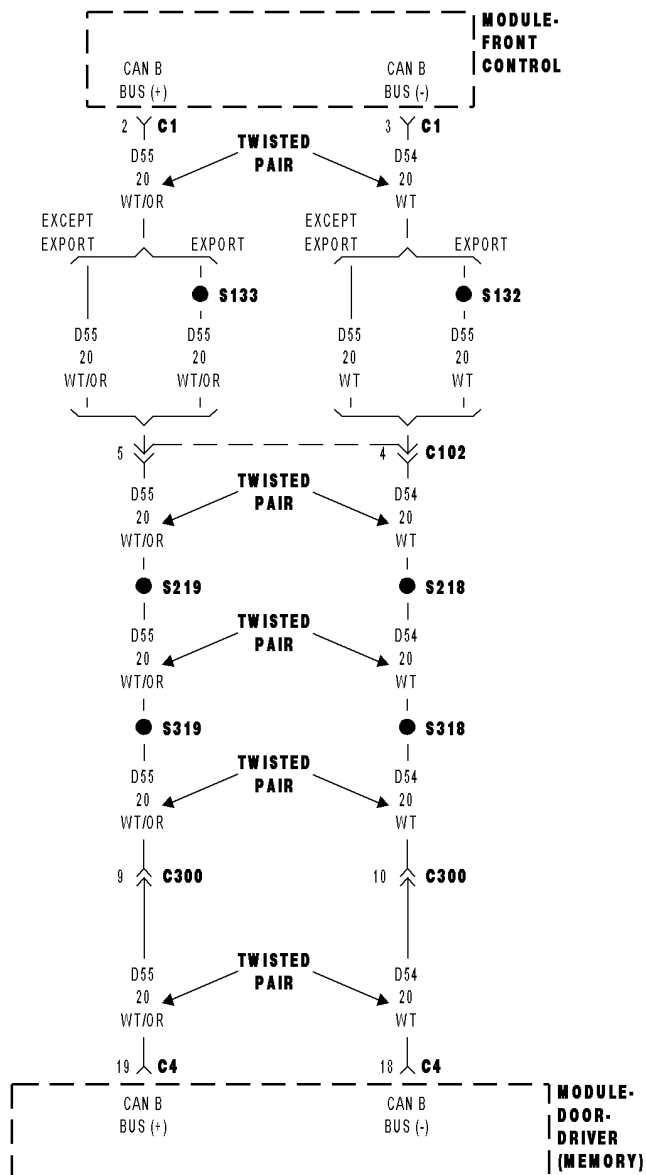 MODULE-
FRONT
CONTROL
CAN B
BUS (+)
CAN B
BUS (-)
2 C1
3 C1
D55
20
WT/OR
TWISTED
PAIR
D54
20
WT
EXCEPT
EXPORT
EXPORT
EXCEPT
EXPORT
EXPORT
S133
S132
D55
20
WT/OR
D55
20
WT/OR
D55
20
WT
D55
20
WT
5
4 C102
D55
20
WT/OR
TWISTED
PAIR
D54
20
WT
S219
S218
D55
20
WT/OR
TWISTED
PAIR
D54
20
WT
S319
S318
D55
20
WT/OR
TWISTED
PAIR
D54
20
WT
9 C300
10 C300
D55
20
WT/OR
TWISTED
PAIR
D54
20
WT
19 C4
18 C4
CAN B
BUS (+)
CAN B
BUS (-)
MODULE-
DOOR-
DRIVER
(MEMORY)